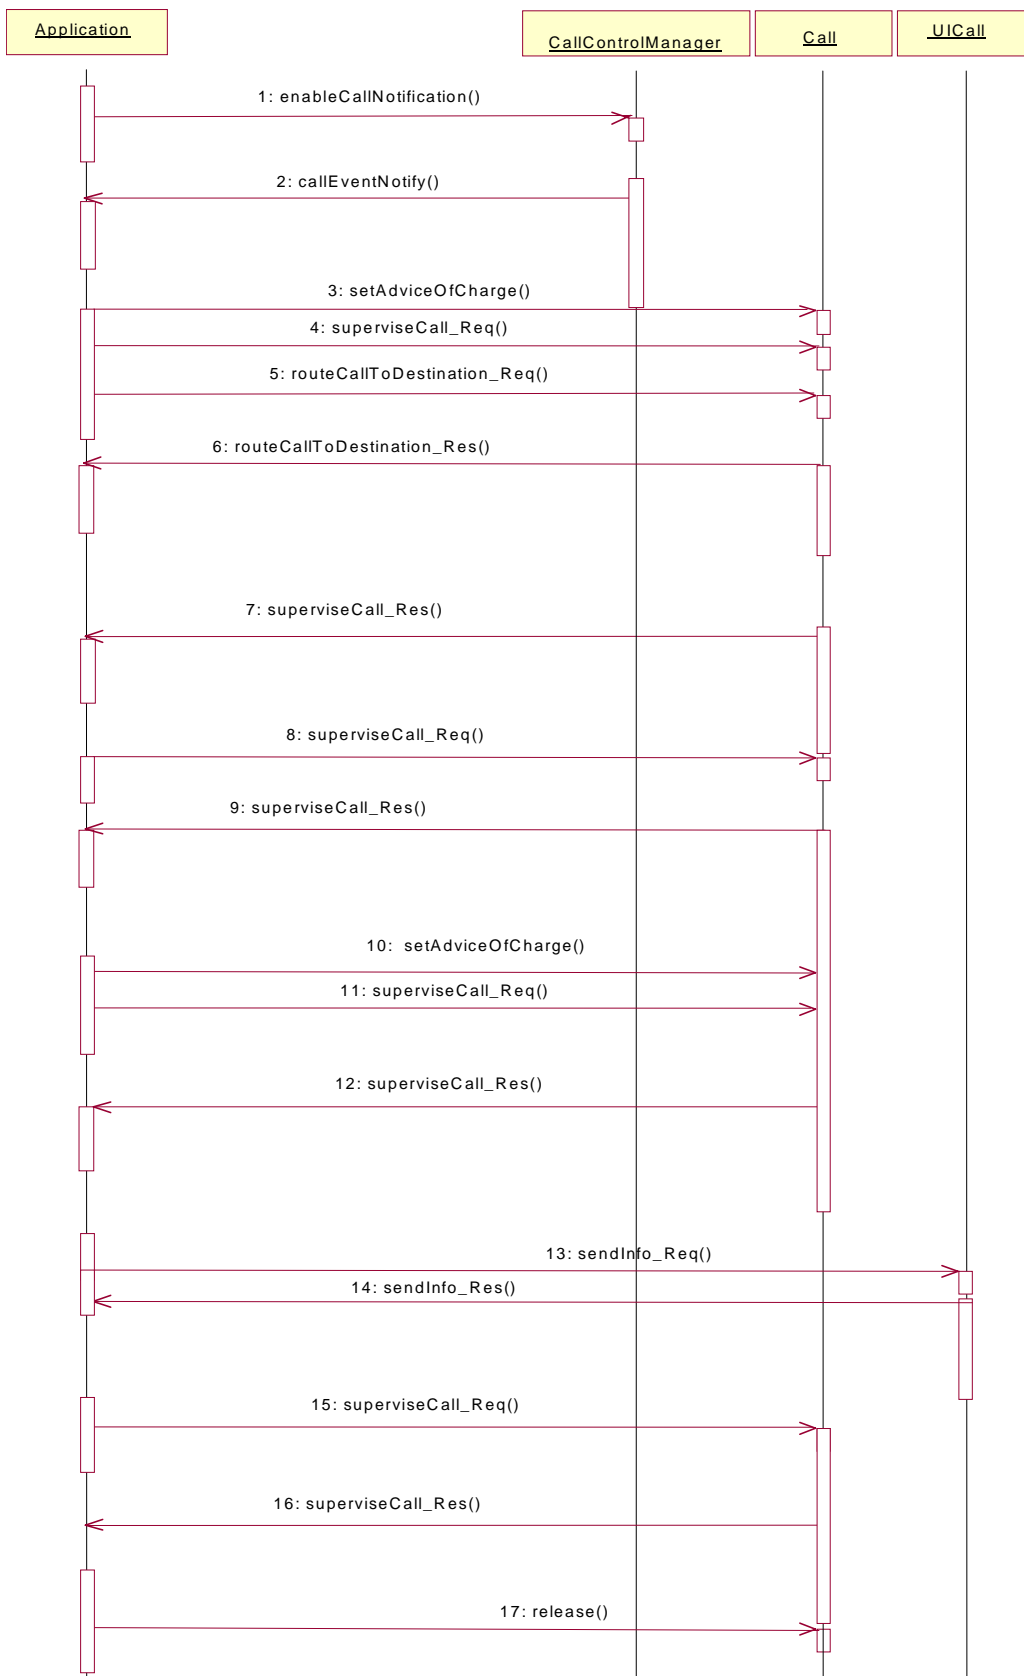 Application
CallControlManager
Call
UICall
1: enableCallNotification()
2: callEventNotify()
3: setAdviceOfCharge()
4: superviseCall_Req()
5: routeCallToDestination_Req()
6: routeCallToDestination_Res()
7: superviseCall_Res()
8: superviseCall_Req()
9: superviseCall_Res()
10: setAdviceOfCharge()
11: superviseCall_Req()
12: superviseCall_Res()
13: sendInfo_Req()
14: sendInfo_Res()
15: superviseCall_Req()
16: superviseCall_Res()
17: release()